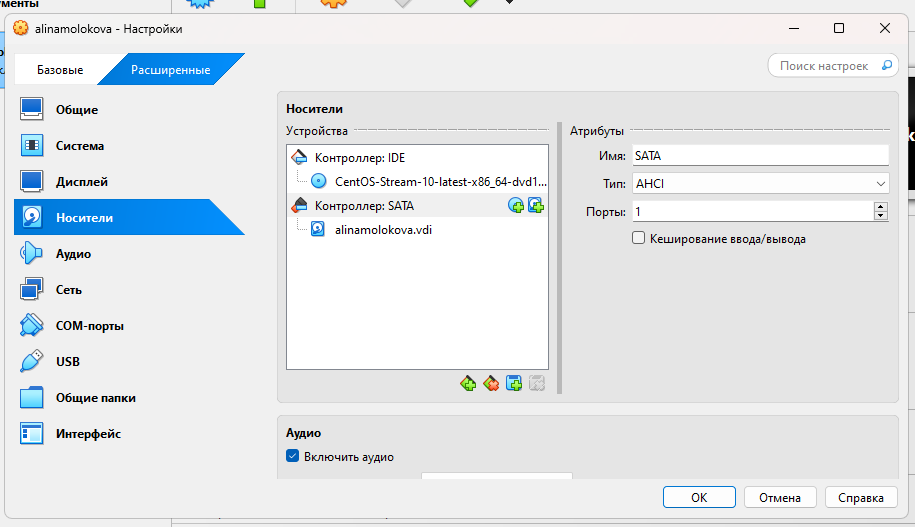 ументы
alinamolokova - Настройки
Базовые
Расширенные
Поиск настроек
Общие
Система
Дисплей
Носители
Аудио
Сеть
COM-порты
USB
Общие папки
Интерфейс
Носители
Устройства
Контроллер: IDE
CentOS-Stream-10-latest-x86_64-dvd1...
Контроллер: SATA
alinamolokova.vdi
Атрибуты
Имя: SATA
Тип: AHCI
Порты: 1
Кеширование ввода/вывода
Аудио
Включить аудио
OK
Отмена
Справка